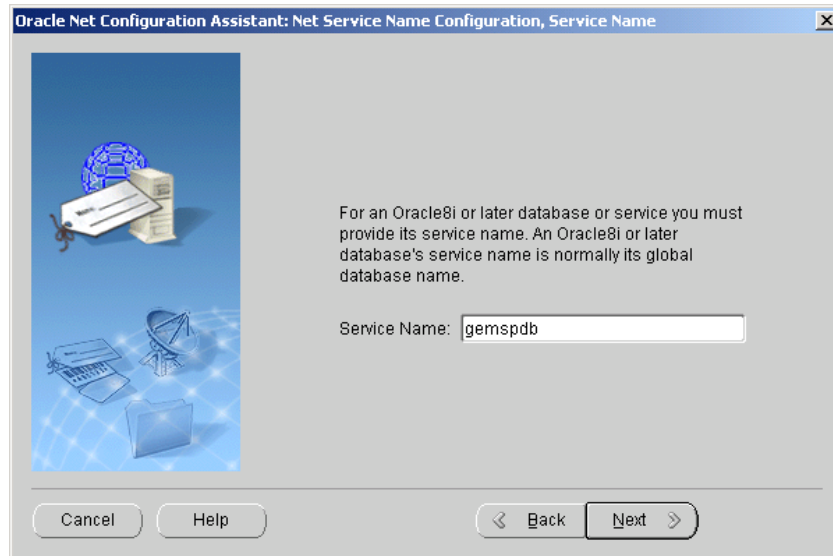 Oracle Net Configuration Assistant: Net Service Name Configuration, Service Name
For an Oracle8i or later database or service you must
provide its service name. An Oracle8i or later
database's service name is normally its global
database name.
Service Name: gemspdb
Cancel Help Back Next